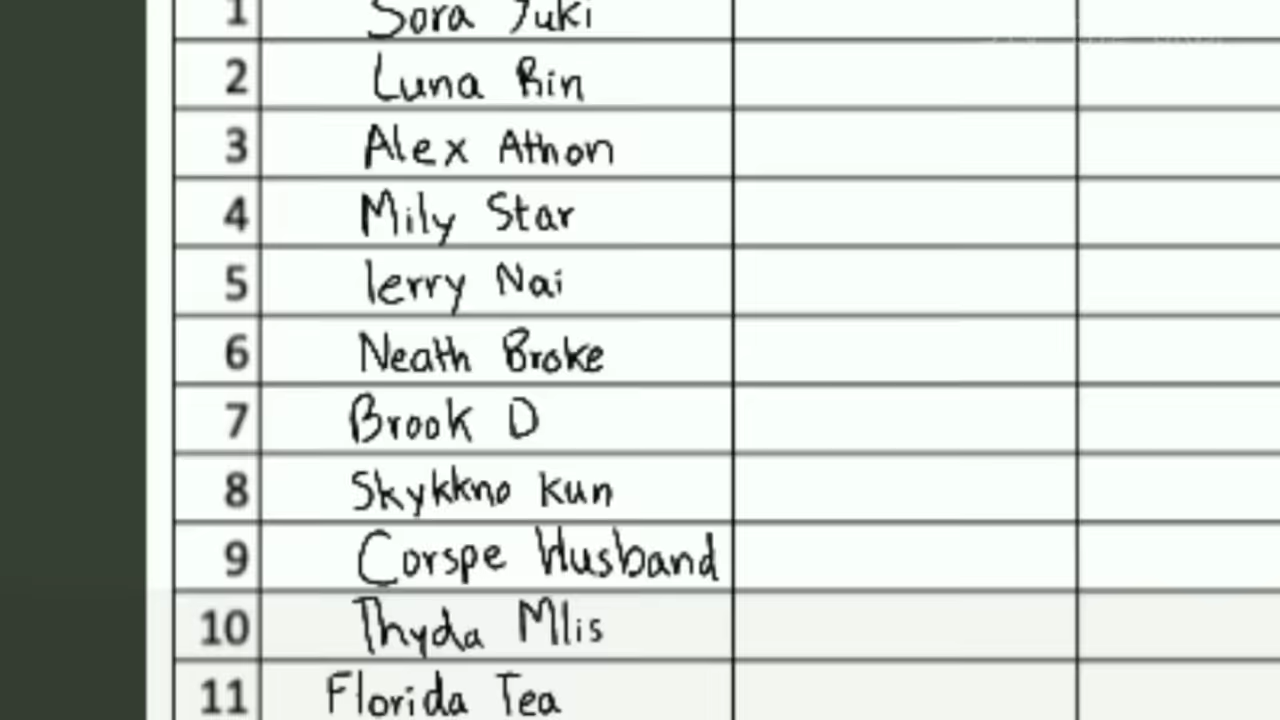 1 Sora Yuki
2 Luna Rin
3 Alex Athon
4 Mily Star
5 lerry Nai
6 Neath Broke
7 Brook D
8 Skykkno kun
9 Corspe Husband
10 Thyda Mlis
11 Florida Tea